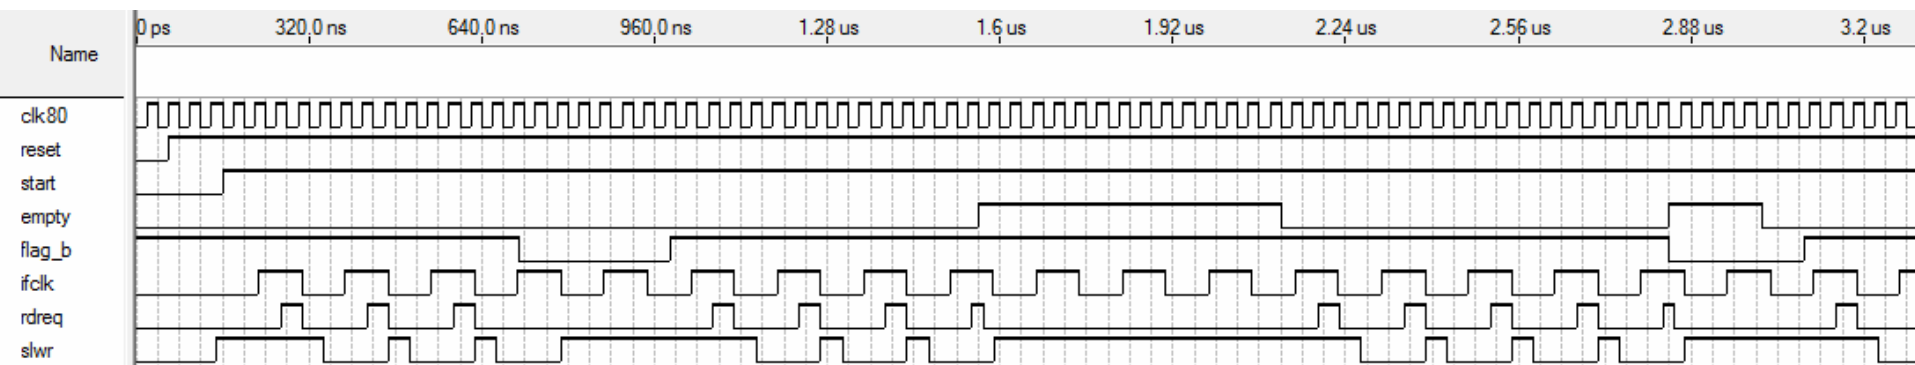 0 ps 320.0 ns 640.0 ns 960.0 ns 1.28 us 1.6 us 1.92 us 2.24 us 2.56 us 2.88 us 3.2 us
Name
clk80
reset
start
empty
flag_b
ifclk
rdreq
slwr